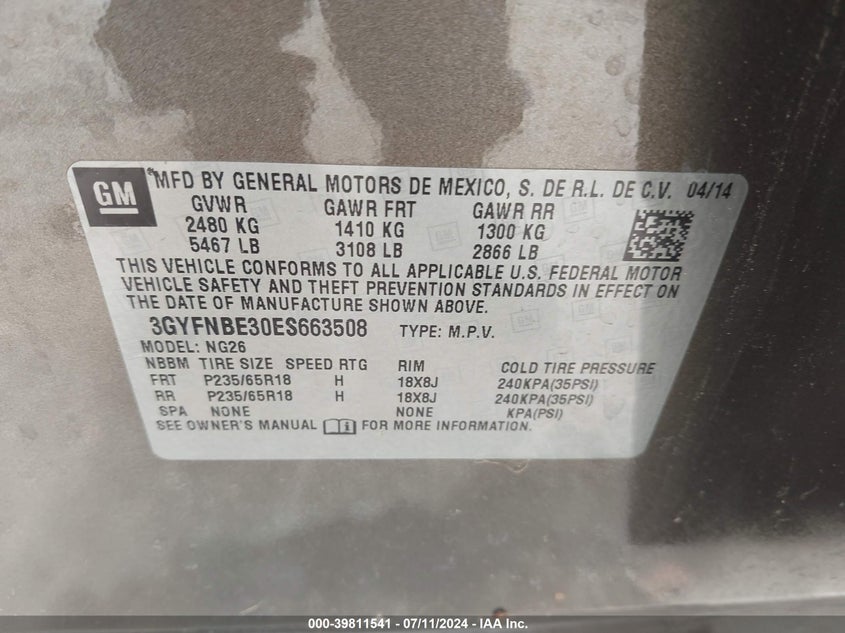 GM
MFD BY GENERAL MOTORS DE MEXICO, S. DE R.L. DE C.V. 04/14
GVWR GAWR FRT GAWR RR
2480 KG 1410 KG 1300 KG
5467 LB 3108 LB 2866 LB
THIS VEHICLE CONFORMS TO ALL APPLICABLE U.S. FEDERAL MOTOR
VEHICLE SAFETY AND THEFT PREVENTION STANDARDS IN EFFECT ON
THE DATE OF MANUFACTURE SHOWN ABOVE.
3GYFNBE30ES663508 TYPE: M.P.V.
MODEL: NG26
NBBM TIRE SIZE SPEED RTG RIM COLD TIRE PRESSURE
FRT P235/65R18 H 18X8J 240KPA(35PSI)
RR P235/65R18 H 18X8J 240KPA(35PSI)
SPA NONE NONE KPA(PSI)
SEE OWNER'S MANUAL FOR MORE INFORMATION.
000-39811541 - 07/11/2024 - IAA Inc.